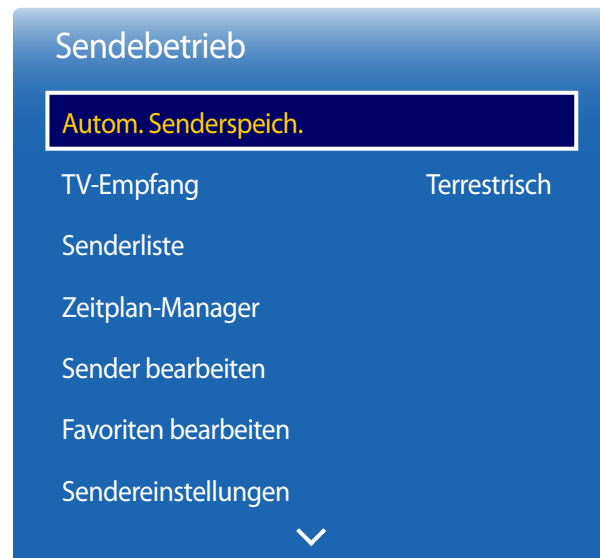 Sendebetrieb
Autom. Senderspeich.
TV-Empfang Terrestrisch
Senderliste
Zeitplan-Manager
Sender bearbeiten
Favoriten bearbeiten
Sendereinstellungen